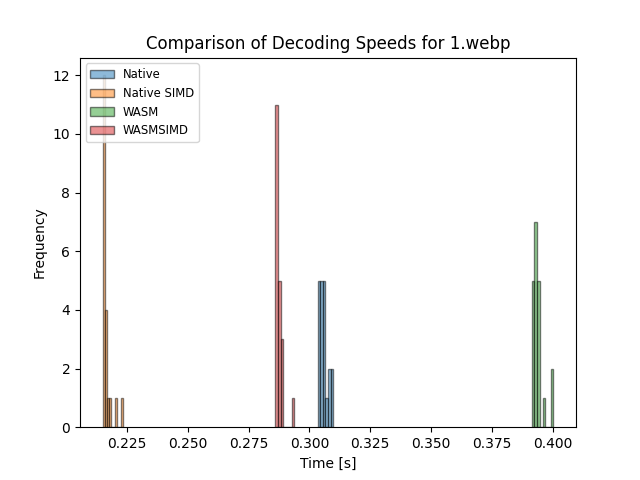 Comparison of Decoding Speeds for 1.webp
Native
Native SIMD
WASM
WASMSIMD
12
10
8
6
4
2
0
Frequency
0.225 0.250 0.275 0.300 0.325 0.350 0.375 0.400
Time [s]